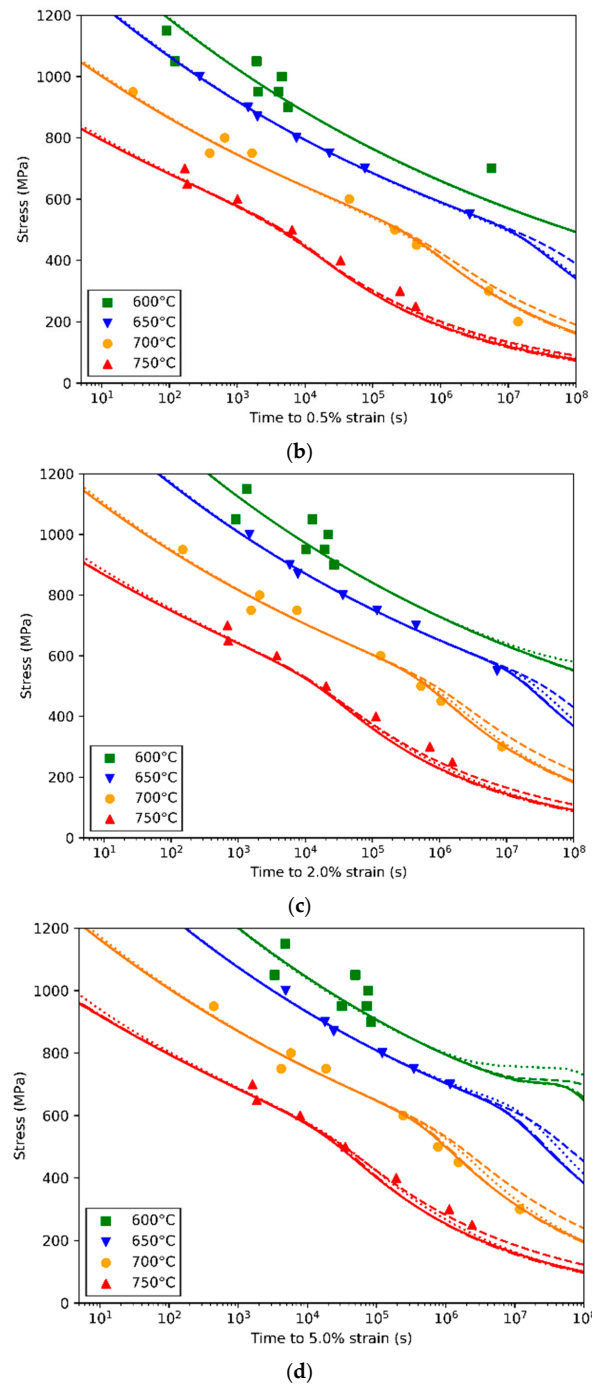 1200
1000
800
600
400
200
0
Stress (MPa)
600°C
650°C
700°C
750°C
10¹ 10² 10³ 10⁴ 10⁵ 10⁶ 10⁷ 10⁸
Time to 0.5% strain (s)
(b)
1200
1000
800
600
400
200
0
Stress (MPa)
600°C
650°C
700°C
750°C
10¹ 10² 10³ 10⁴ 10⁵ 10⁶ 10⁷ 10⁸
Time to 2.0% strain (s)
(c)
1200
1000
800
600
400
200
0
Stress (MPa)
600°C
650°C
700°C
750°C
10¹ 10² 10³ 10⁴ 10⁵ 10⁶ 10⁷ 10⁸
Time to 5.0% strain (s)
(d)